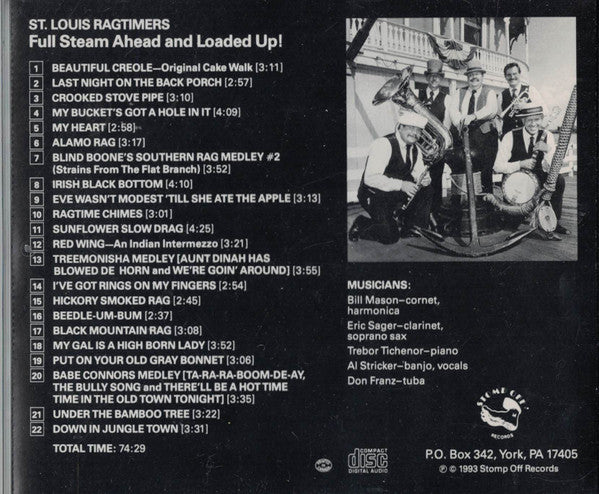 ST. LOUIS RAGTIMERS
Full Steam Ahead and Loaded Up!
1 BEAUTIFUL CREOLE—Original Cake Walk [3:11]
2 LAST NIGHT ON THE BACK PORCH [2:57]
3 CROOKED STOVE PIPE [3:10]
4 MY BUCKET'S GOT A HOLE IN IT [4:09]
5 MY HEART [2:58]
6 ALAMO RAG [3:17]
7 BLIND BOONE'S SOUTHERN RAG MEDLEY #2
(Strains From The Flat Branch) [3:52]
8 IRISH BLACK BOTTOM [4:10]
9 EVE WASN'T MODEST 'TILL SHE ATE THE APPLE [3:13]
10 RAGTIME CHIMES [3:01]
11 SUNFLOWER SLOW DRAG [4:25]
12 RED WING—An Indian Intermezzo [3:21]
13 TREEMONISHA MEDLEY [AUNT DINAH HAS
BLOWED DE HORN and WE'RE GOIN' AROUND] [3:55]
14 I'VE GOT RINGS ON MY FINGERS [2:54]
15 HICKORY SMOKED RAG [2:45]
16 BEEDLE-UM-BUM [2:37]
17 BLACK MOUNTAIN RAG [3:08]
18 MY GAL IS A HIGH BORN LADY [3:52]
19 PUT ON YOUR OLD GRAY BONNET [3:06]
20 BABE CONNORS MEDLEY [TA-RA-RA-BOOM-DE-AY,
THE BULLY SONG and THERE'LL BE A HOT TIME
TIME IN THE OLD TOWN TONIGHT] [3:35]
21 UNDER THE BAMBOO TREE [3:22]
22 DOWN IN JUNGLE TOWN [3:31]
TOTAL TIME: 74:29
MUSICIANS:
Bill Mason—cornet,
harmonica
Eric Sager—clarinet,
soprano sax
Trebor Tichenor—piano
Al Stricker—banjo, vocals
Don Franz—tuba
STOMP OFF
RECORDS
COMPACT
disc
DIGITAL AUDIO
P.O. Box 342, York, PA 17405
℗ © 1993 Stomp Off Records